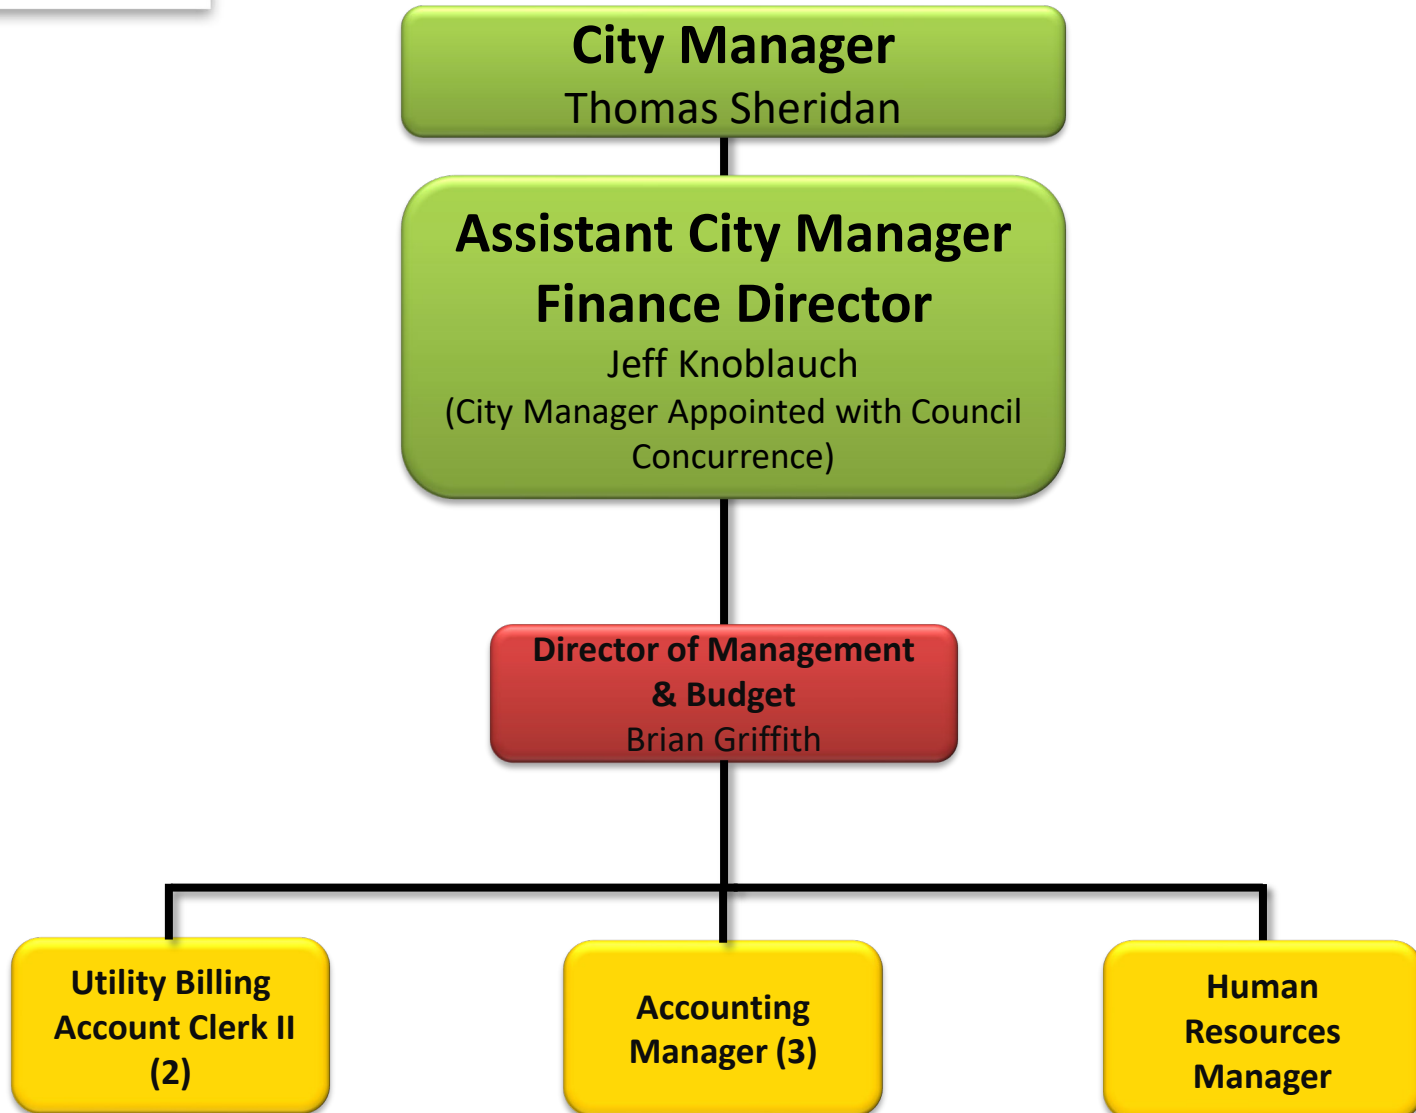 City Manager
Thomas Sheridan
Assistant City Manager
Finance Director
Jeff Knoblauch
(City Manager Appointed with Council
Concurrence)
Director of Management
& Budget
Brian Griffith
Utility Billing
Account Clerk II
(2)
Accounting
Manager (3)
Human
Resources
Manager